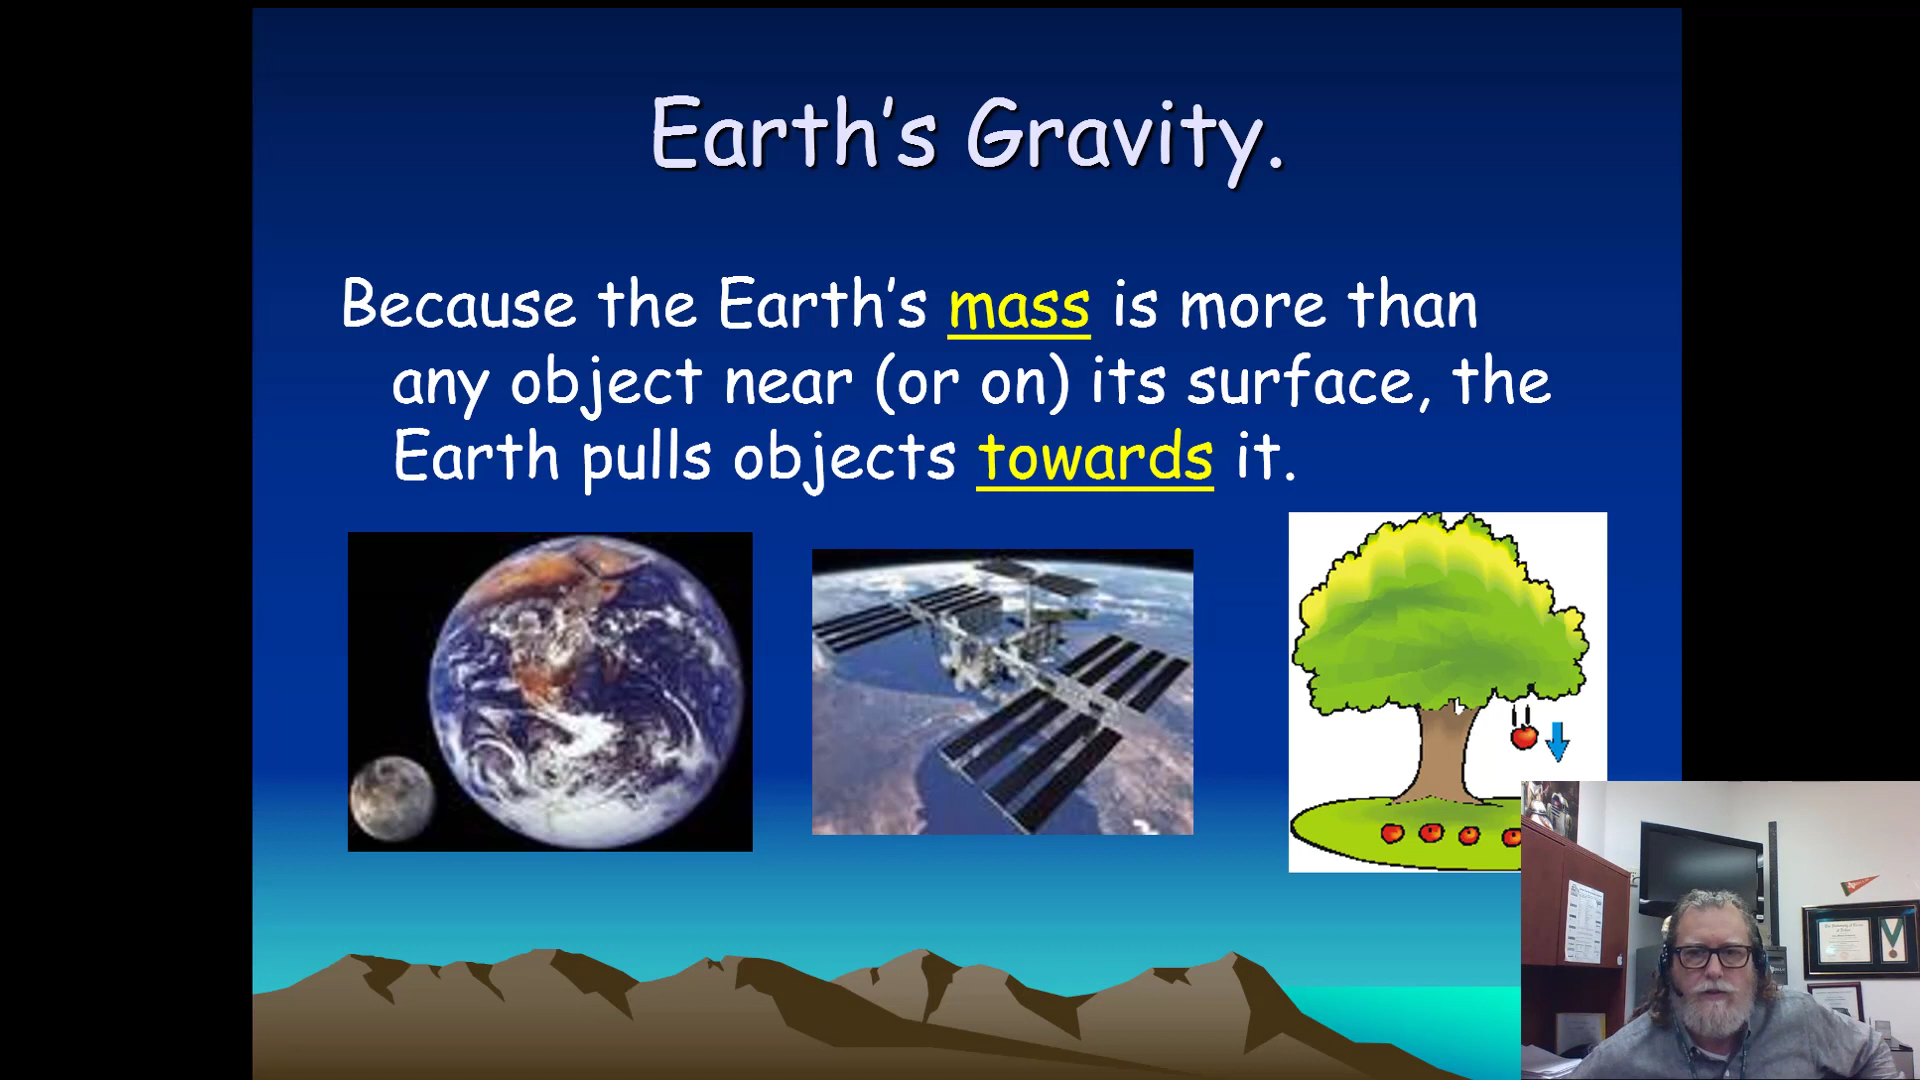 Earth's Gravity.
Because the Earth's mass is more than
any object near (or on) its surface, the
Earth pulls objects towards it.